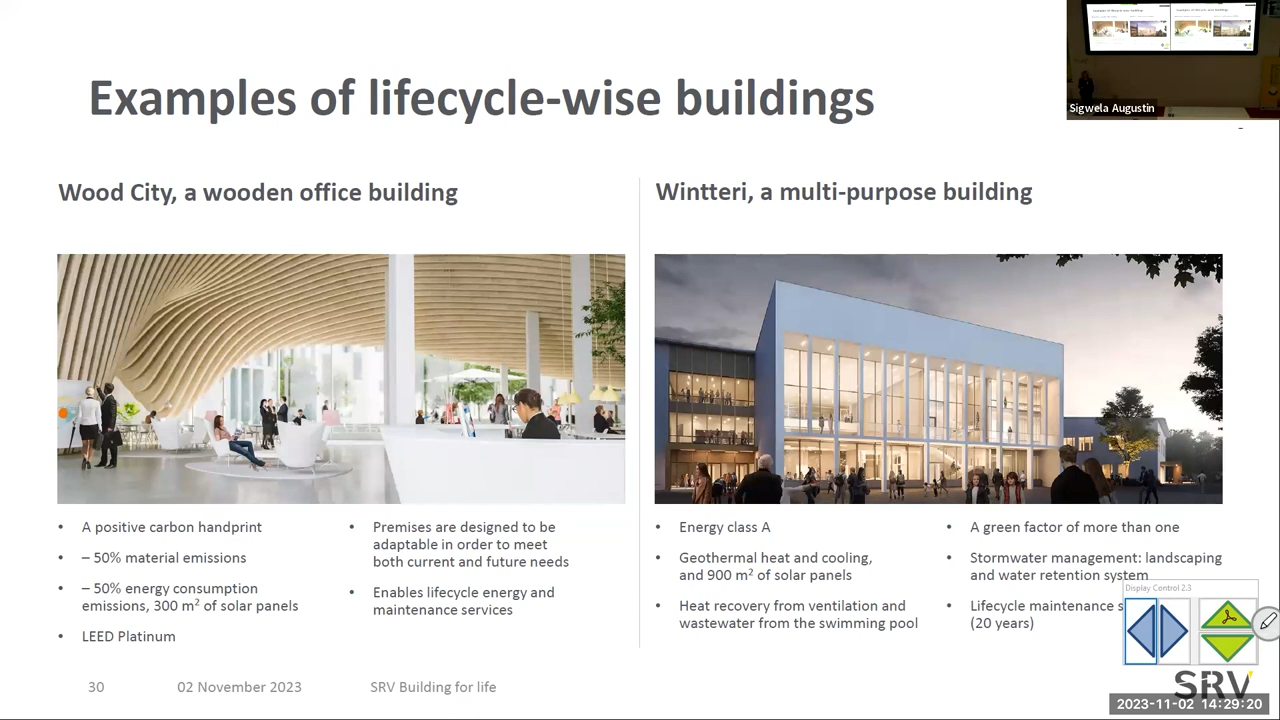 Examples of lifecycle-wise buildings
Sigwela Augustin
Wood City, a wooden office building
• A positive carbon handprint
• – 50% material emissions
• – 50% energy consumption
emissions, 300 m² of solar panels
• LEED Platinum
• Premises are designed to be
adaptable in order to meet
both current and future needs
• Enables lifecycle energy and
maintenance services
Wintteri, a multi-purpose building
• Energy class A
• Geothermal heat and cooling,
and 900 m² of solar panels
• Heat recovery from ventilation and
wastewater from the swimming pool
• A green factor of more than one
• Stormwater management: landscaping
and water retention system
• Lifecycle maintenance s
(20 years)
Display Control 2.3
30
02 November 2023
SRV Building for life
SRV
2023-11-02 14:29:20